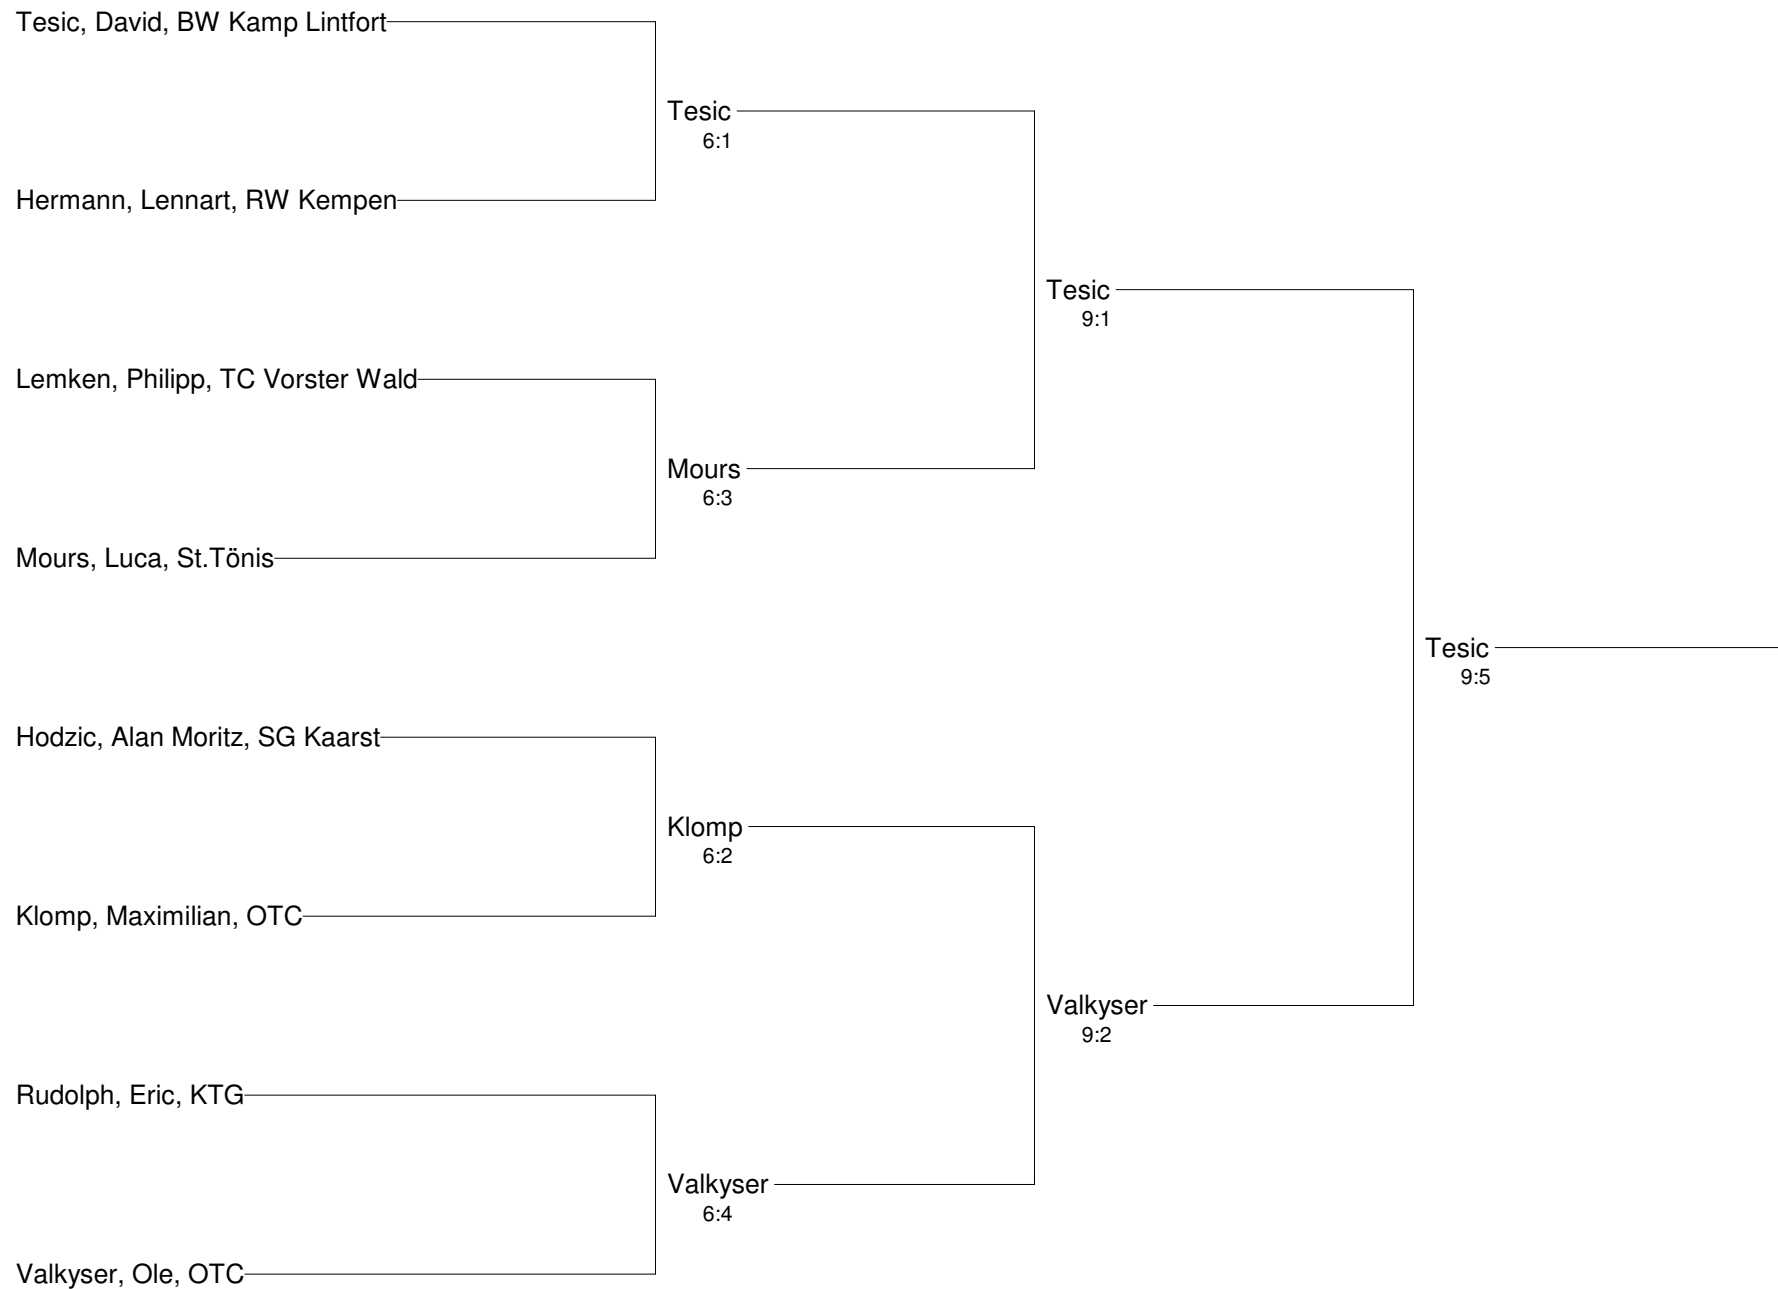 Tesic, David, BW Kamp Lintfort
Tesic
6:1
Hermann, Lennart, RW Kempen
Tesic
9:1
Lemken, Philipp, TC Vorster Wald
Mours
6:3
Mours, Luca, St.Tönis
Tesic
9:5
Hodzic, Alan Moritz, SG Kaarst
Klomp
6:2
Klomp, Maximilian, OTC
Valkyser
9:2
Rudolph, Eric, KTG
Valkyser
6:4
Valkyser, Ole, OTC